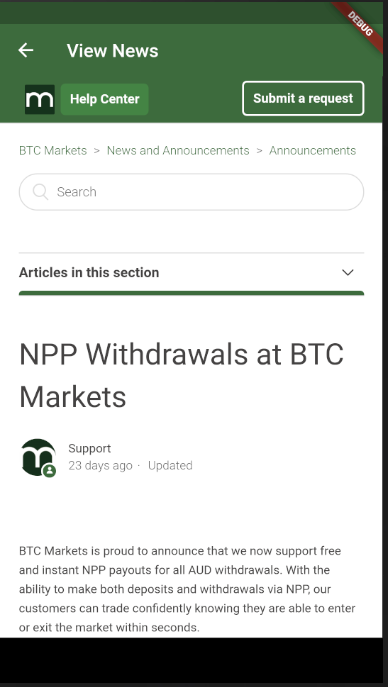 DEBUG
View News
m Help Center
Submit a request
BTC Markets > News and Announcements > Announcements
Search
Articles in this section
NPP Withdrawals at BTC
Markets
Support
23 days ago · Updated
BTC Markets is proud to announce that we now support free
and instant NPP payouts for all AUD withdrawals. With the
ability to make both deposits and withdrawals via NPP, our
customers can trade confidently knowing they are able to enter
or exit the market within seconds.